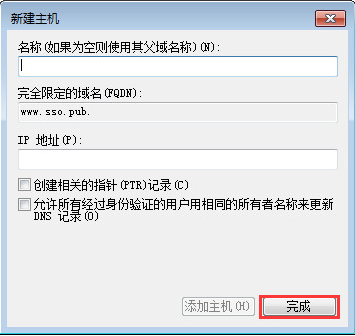 新建主机
名称(如果为空则使用其父域名称)(N):
完全限定的域名(FQDN):
www.sso.pub.
IP 地址(P):
创建相关的指针(PTR)记录(C)
允许所有经过身份验证的用户用相同的所有者名称来更新
DNS 记录(O)
添加主机(H)
完成